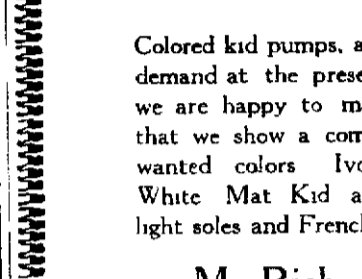 Colored kid pumps, a
demand at the prese
we are happy to m
that we show a com
wanted colors Ivo
White Mat Kid a
light soles and French